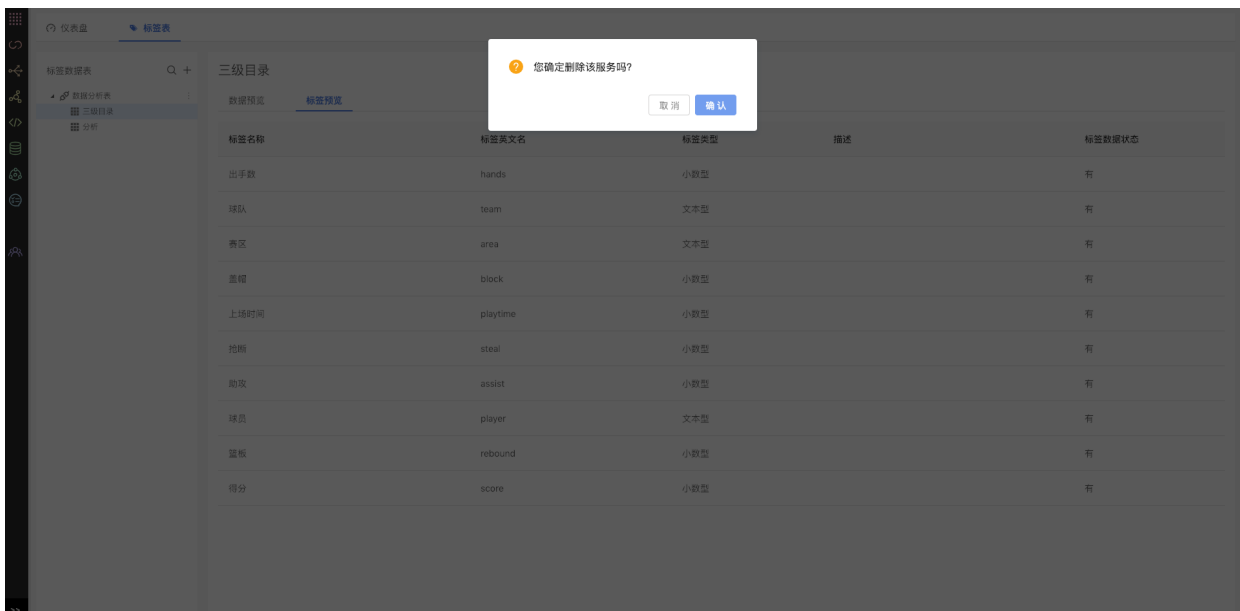 仪表盘 标签表
标签数据表
数据分析表
三级目录
分析
三级目录
数据预览 标签预览
您确定删除该服务吗?
取消 确认
标签名称 标签英文名 标签类型 描述 标签数据状态
出手数 hands 小数型 有
球队 team 文本型 有
赛区 area 文本型 有
盖帽 block 小数型 有
上场时间 playtime 小数型 有
抢断 steal 小数型 有
助攻 assist 小数型 有
球员 player 文本型 有
篮板 rebound 小数型 有
得分 score 小数型 有